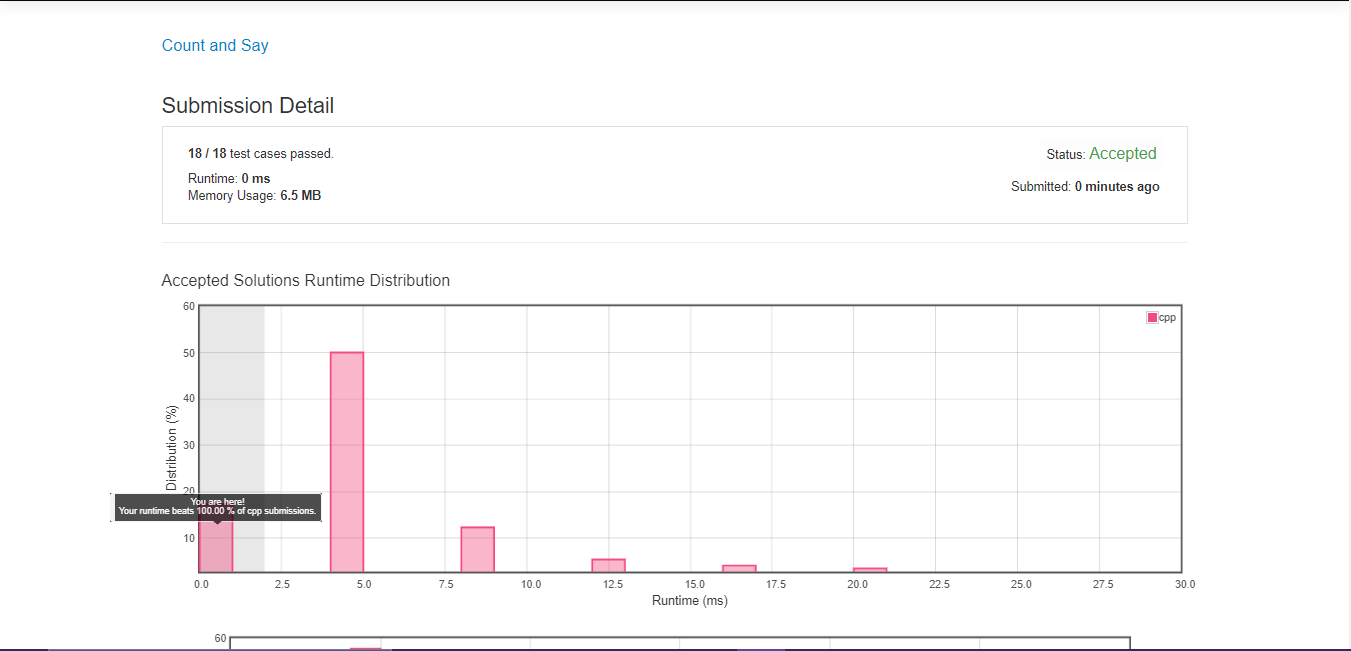 Count and Say
Submission Detail
18 / 18 test cases passed.
Status: Accepted
Runtime: 0 ms
Memory Usage: 6.5 MB
Submitted: 0 minutes ago
Accepted Solutions Runtime Distribution
60
cpp
50
40
30
20
10
Distribution (%)
You are here!
Your runtime beats 100.00 % of cpp submissions.
0.0 2.5 5.0 7.5 10.0 12.5 15.0 17.5 20.0 22.5 25.0 27.5 30.0
Runtime (ms)
60